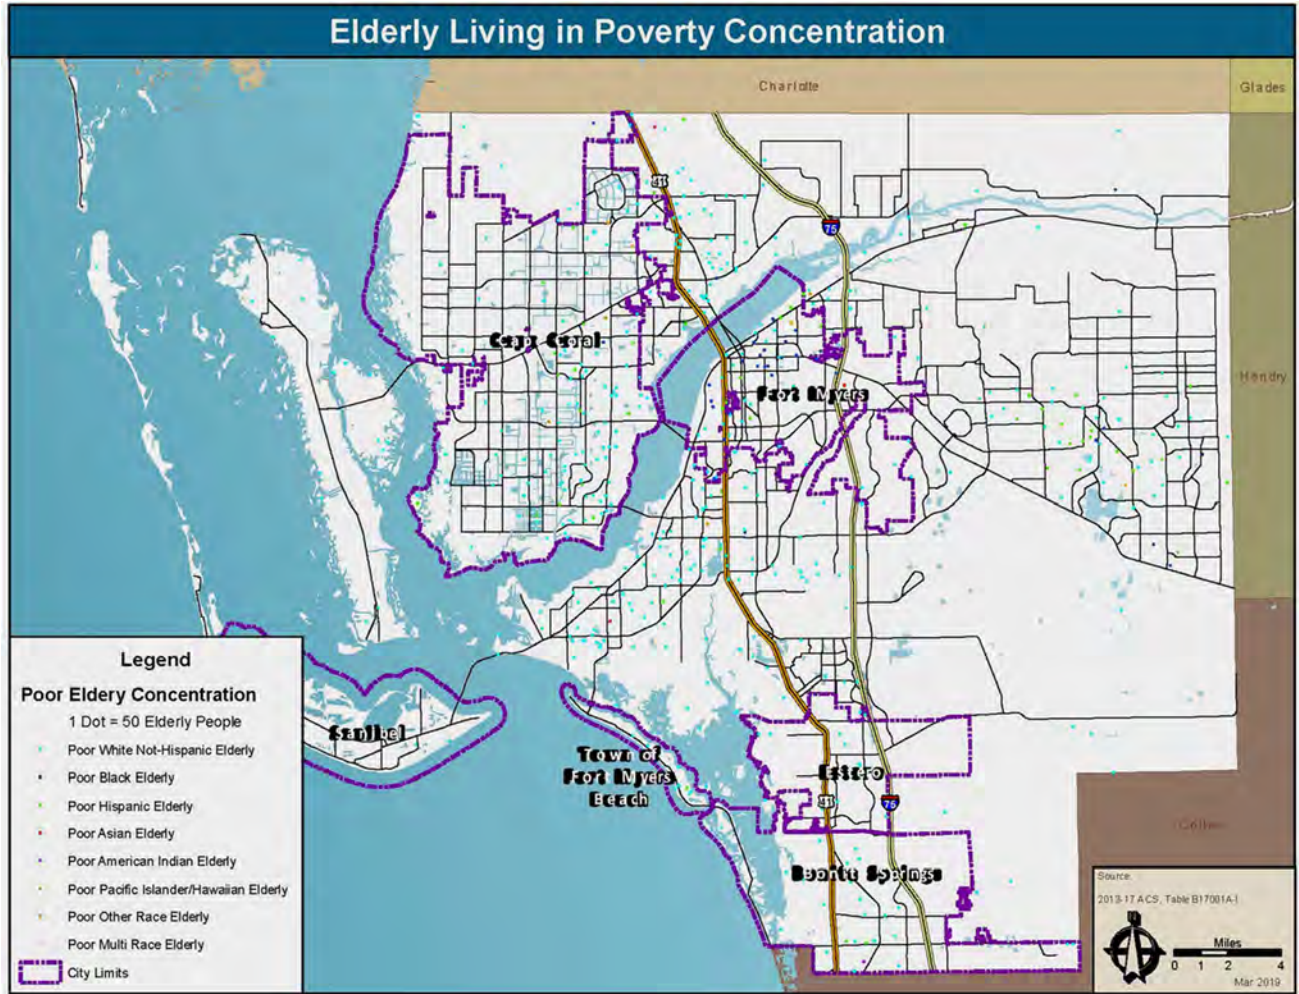 Elderly Living in Poverty Concentration
Charlotte
Glades
41
75
Hendry
Cape Coral
Fort Myers
Sanibel
Town of
Fort Myers
Beach
Estero
41
75
Bonita Springs
Collier
Legend
Poor Eldery Concentration
1 Dot = 50 Elderly People
Poor White Not-Hispanic Elderly
Poor Black Elderly
Poor Hispanic Elderly
Poor Asian Elderly
Poor American Indian Elderly
Poor Pacific Islander/Hawaiian Elderly
Poor Other Race Elderly
Poor Multi Race Elderly
City Limits
Source:
2013-17 ACS, Table B17001A-I
Miles
0 1 2 4
Mar 2019